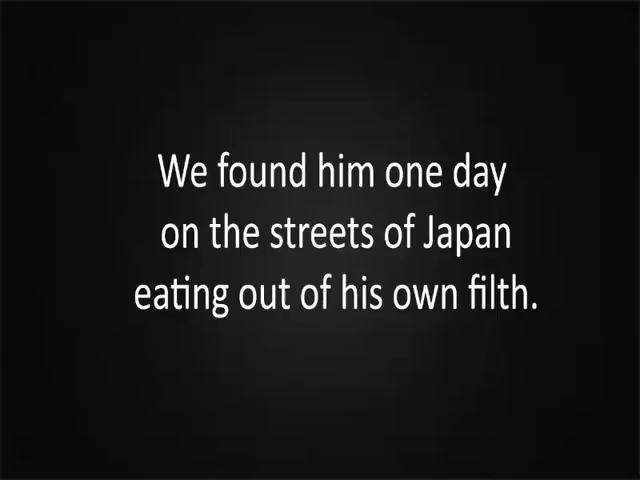 We found him one day
on the streets of Japan
eating out of his own filth.